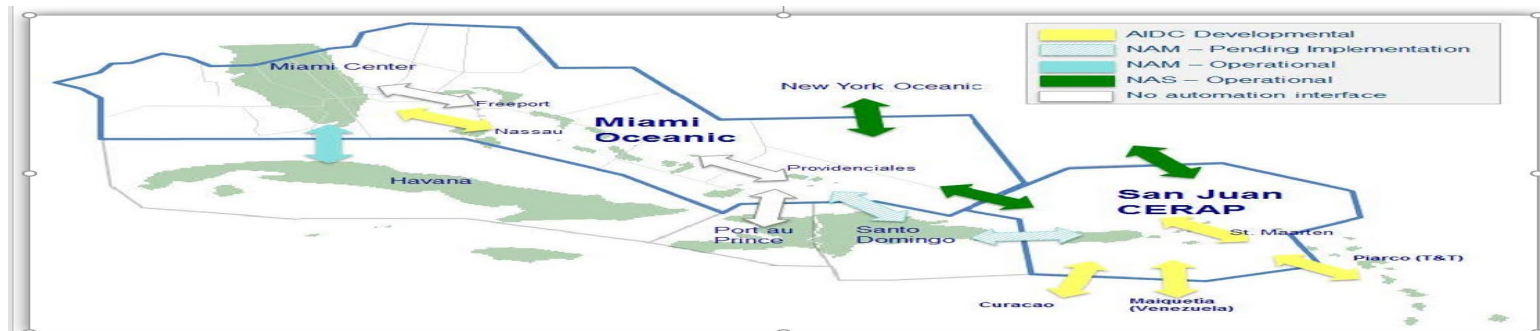 AIDC Developmental
NAM – Pending Implementation
NAM – Operational
NAS – Operational
No automation interface
Miami Center
New York Oceanic
Freeport
Miami
Oceanic
Nassau
Providenciales
Havana
San Juan
CERAP
Port au
Prince
Santo
Domingo
St. Maarten
Piarco (T&T)
Curacao
Maiquetia
(Venezuela)